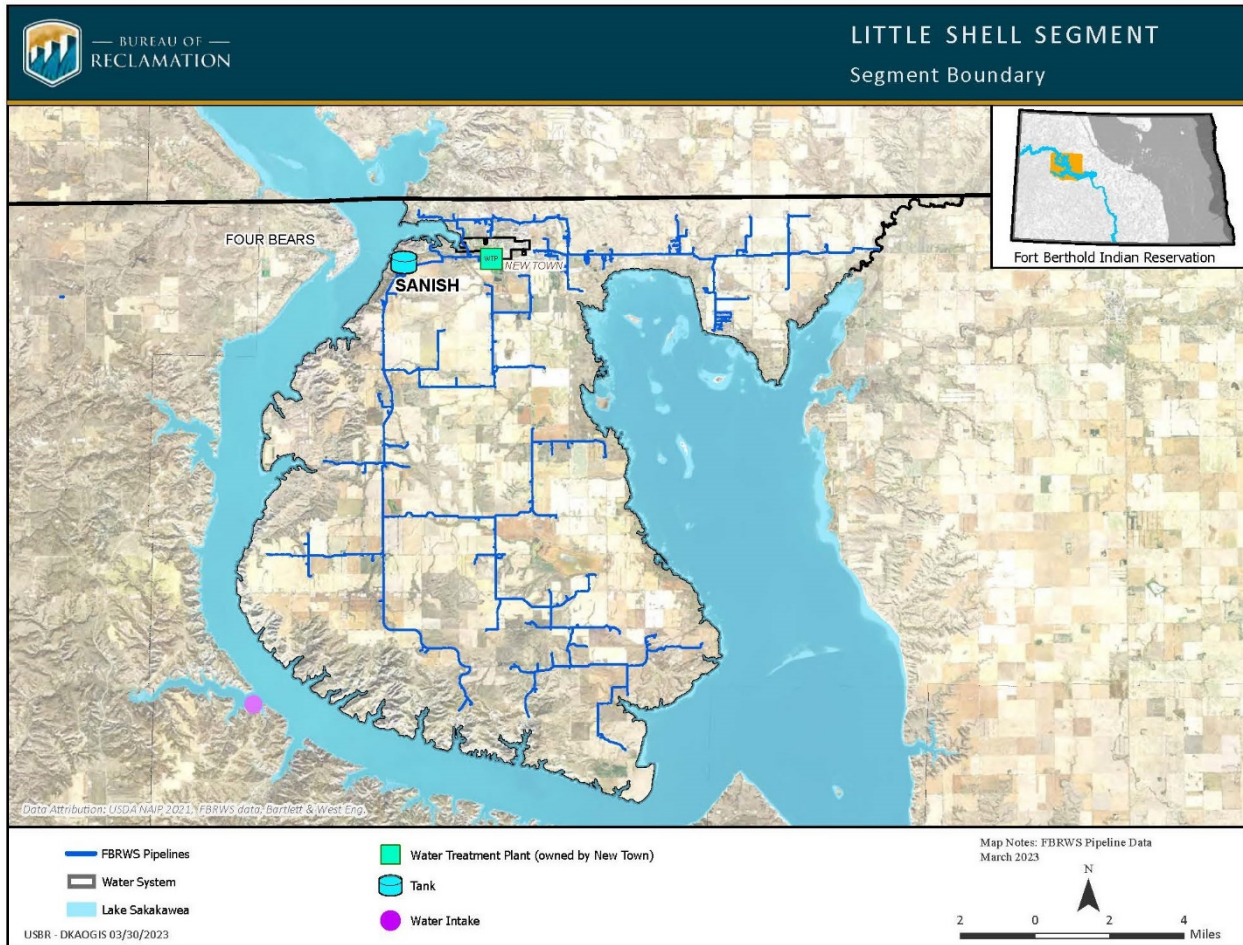 — BUREAU OF —
RECLAMATION
LITTLE SHELL SEGMENT
Segment Boundary
Fort Berthold Indian Reservation
FOUR BEARS
WTP
NEW TOWN
SANISH
Data Attribution: USDA NAIP 2021, FBRWS data, Bartlett & West Eng.
FBRWS Pipelines
Water System
Lake Sakakawea
USBR - DKAOGIS 03/30/2023
Water Treatment Plant (owned by New Town)
Tank
Water Intake
Map Notes: FBRWS Pipeline Data
March 2023
N
2 0 2 4
Miles